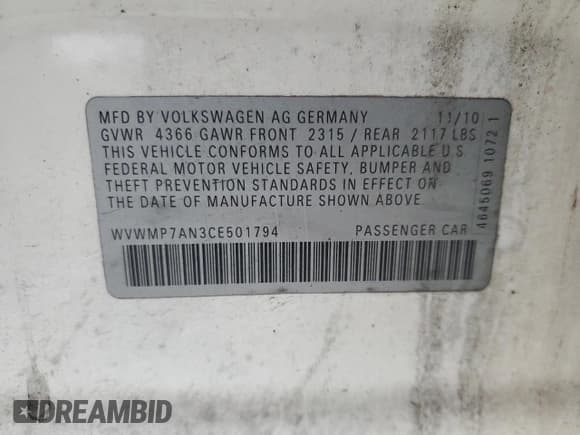 MFD BY VOLKSWAGEN AG GERMANY 11/10
GVWR 4366 GAWR FRONT 2315 / REAR 2117 LBS
THIS VEHICLE CONFORMS TO ALL APPLICABLE U.S.
FEDERAL MOTOR VEHICLE SAFETY, BUMPER AND
THEFT PREVENTION STANDARDS IN EFFECT ON
THE DATE OF MANUFACTURE SHOWN ABOVE.
WVWMP7AN3CE501794 PASSENGER CAR
4645069 1072 1
DREAMBID